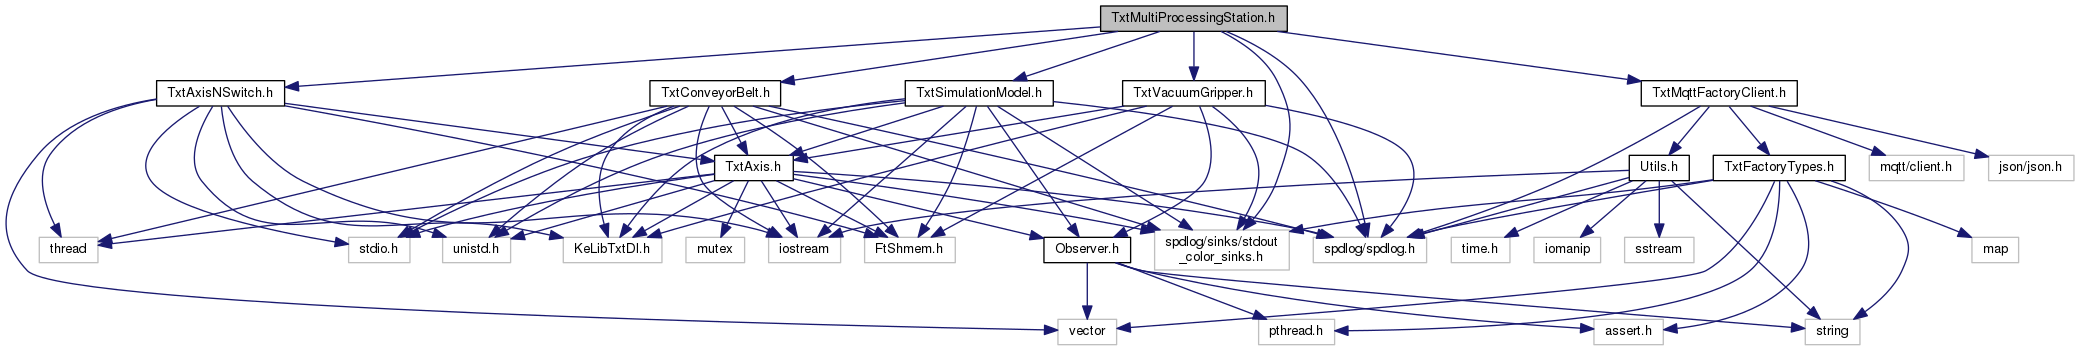 TxtMultiProcessingStation.h
TxtAxisNSwitch.h
TxtConveyorBelt.h
TxtSimulationModel.h
TxtVacuumGripper.h
TxtMqttFactoryClient.h
TxtAxis.h
Utils.h
TxtFactoryTypes.h
mqtt/client.h
json/json.h
thread
stdio.h
unistd.h
KeLibTxtDl.h
mutex
iostream
FtShmem.h
Observer.h
spdlog/sinks/stdout
_color_sinks.h
spdlog/spdlog.h
time.h
iomanip
sstream
map
vector
pthread.h
assert.h
string